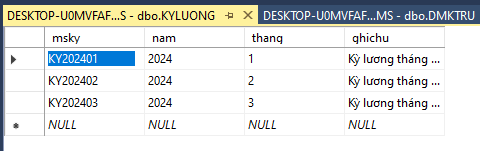 DESKTOP-U0MVFAF...S - dbo.KYLUONG DESKTOP-U0MVFAF...MS - dbo.DMKTRU
msky nam thang ghichu
KY202401 2024 1 Kỳ lương tháng ...
KY202402 2024 2 Kỳ lương tháng ...
KY202403 2024 3 Kỳ lương tháng ...
NULL NULL NULL NULL